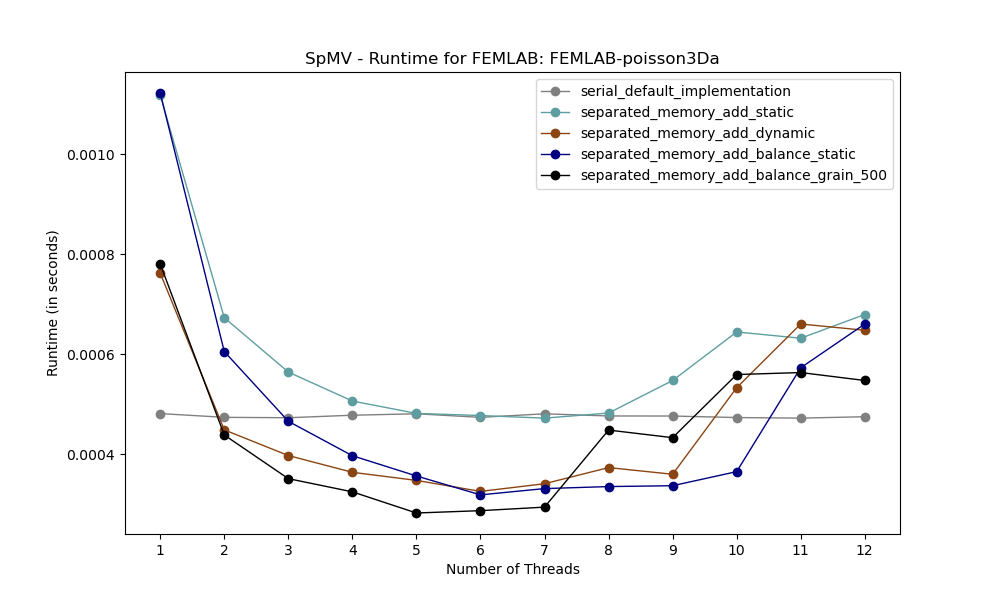 SpMV - Runtime for FEMLAB: FEMLAB-poisson3Da
serial_default_implementation
separated_memory_add_static
separated_memory_add_dynamic
separated_memory_add_balance_static
separated_memory_add_balance_grain_500
Runtime (in seconds)
0.0010
0.0008
0.0006
0.0004
1 2 3 4 5 6 7 8 9 10 11 12
Number of Threads